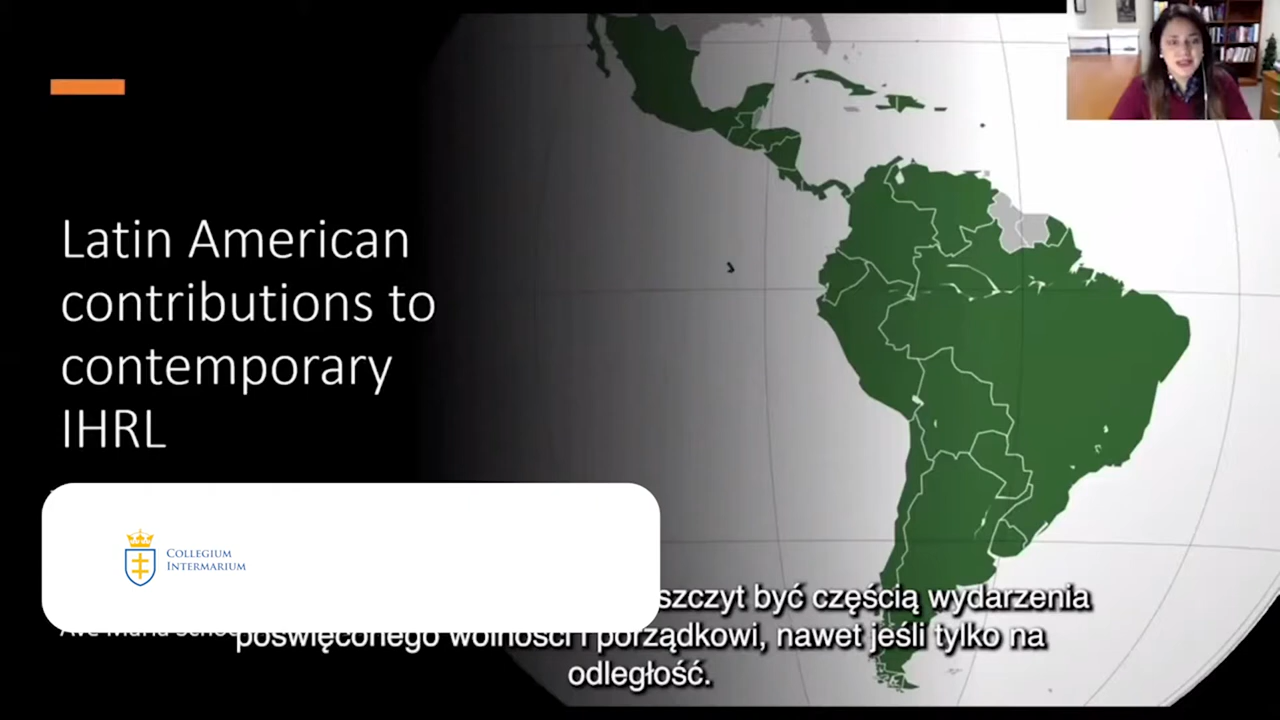 Latin American
contributions to
contemporary
IHRL
COLLEGIUM
INTERMARIUM
być częścią wydarzenia
poświęconego wolności i porządkowi, nawet jeśli tylko na
odległość.